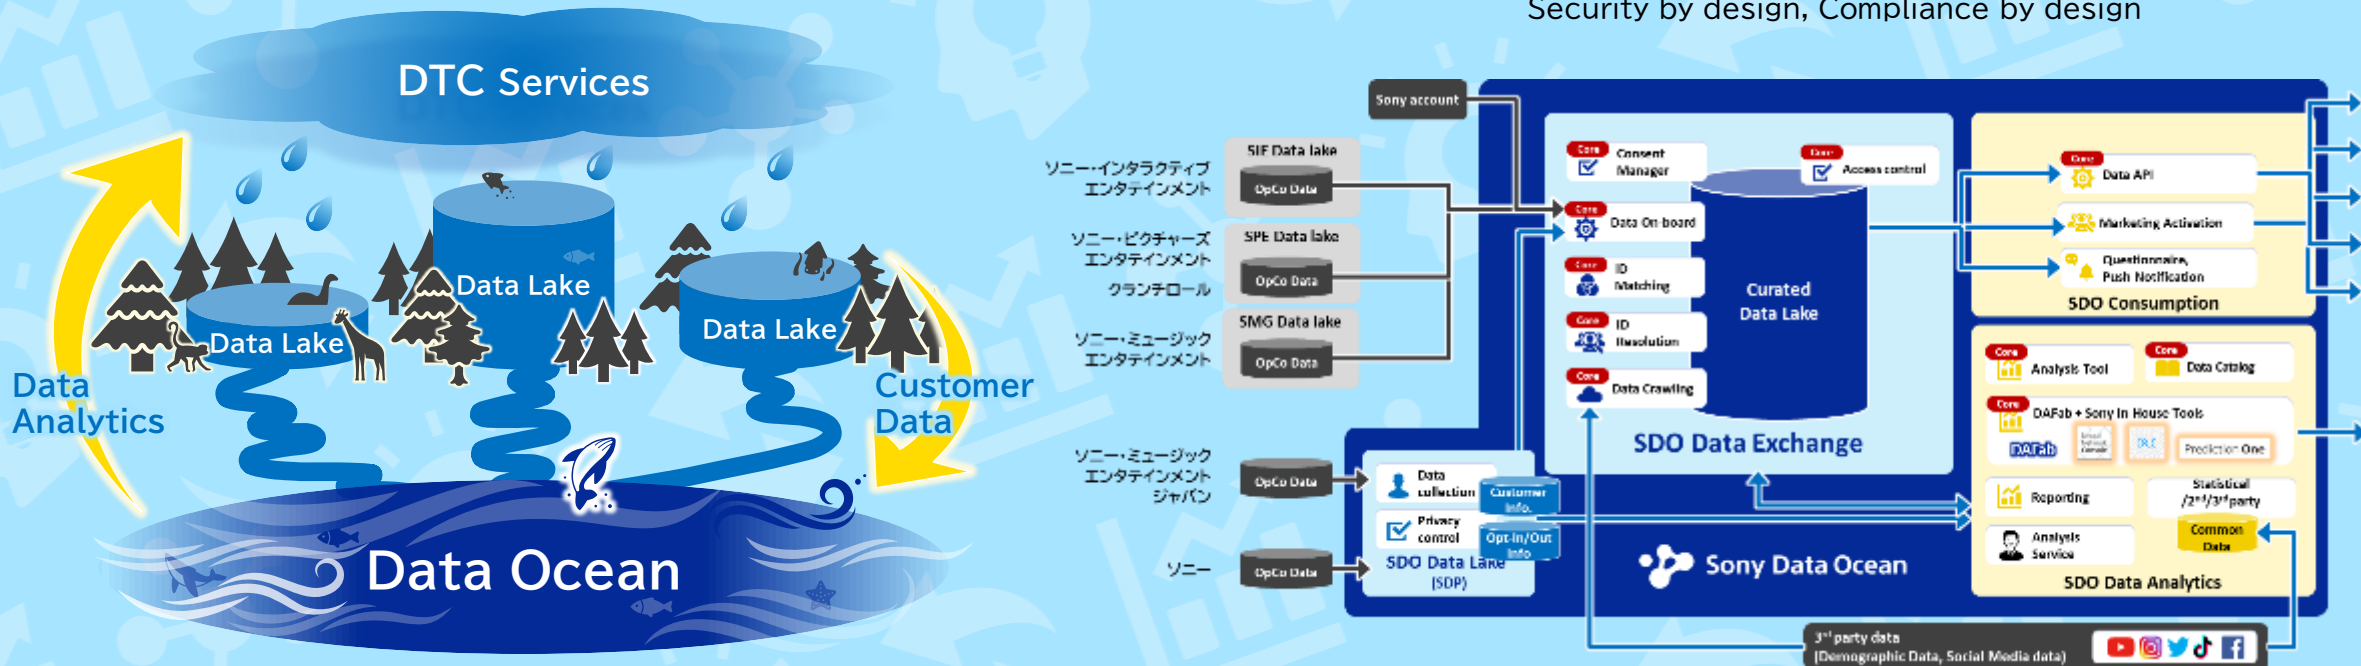 DTC Services
Data Lake
Data Lake
Data Lake
Data
Analytics
Customer
Data
Data Ocean
Security by design, Compliance by design
Sony account
ソニー・インタラクティブ
エンタテインメント
SIE Data lake
OpCo Data
ソニー・ピクチャーズ
エンタテインメント
クランチロール
SPE Data lake
OpCo Data
ソニー・ミュージック
エンタテインメント
SMG Data lake
OpCo Data
ソニー・ミュージック
エンタテインメント
ジャパン
OpCo Data
ソニー
OpCo Data
Core
Consent
Manager
Core
Access control
Core
Data On-board
Core
ID
Matching
Core
ID
Resolution
Core
Data Crawling
Curated
Data Lake
SDO Data Exchange
Data
collection
Customer
Info.
Privacy
control
Opt-In/Out
Info
SDO Data Lake
(SDP)
Sony Data Ocean
Core
Data API
Marketing Activation
Questionnaire,
Push Notification
SDO Consumption
Core
Analysis Tool
Core
Data Catalog
Core
DAFab + Sony In House Tools
DAFab
Prediction One
Reporting
Statistical
/2nd/3rd party
Analysis
Service
Common
Data
SDO Data Analytics
3rd party data
(Demographic Data, Social Media data)